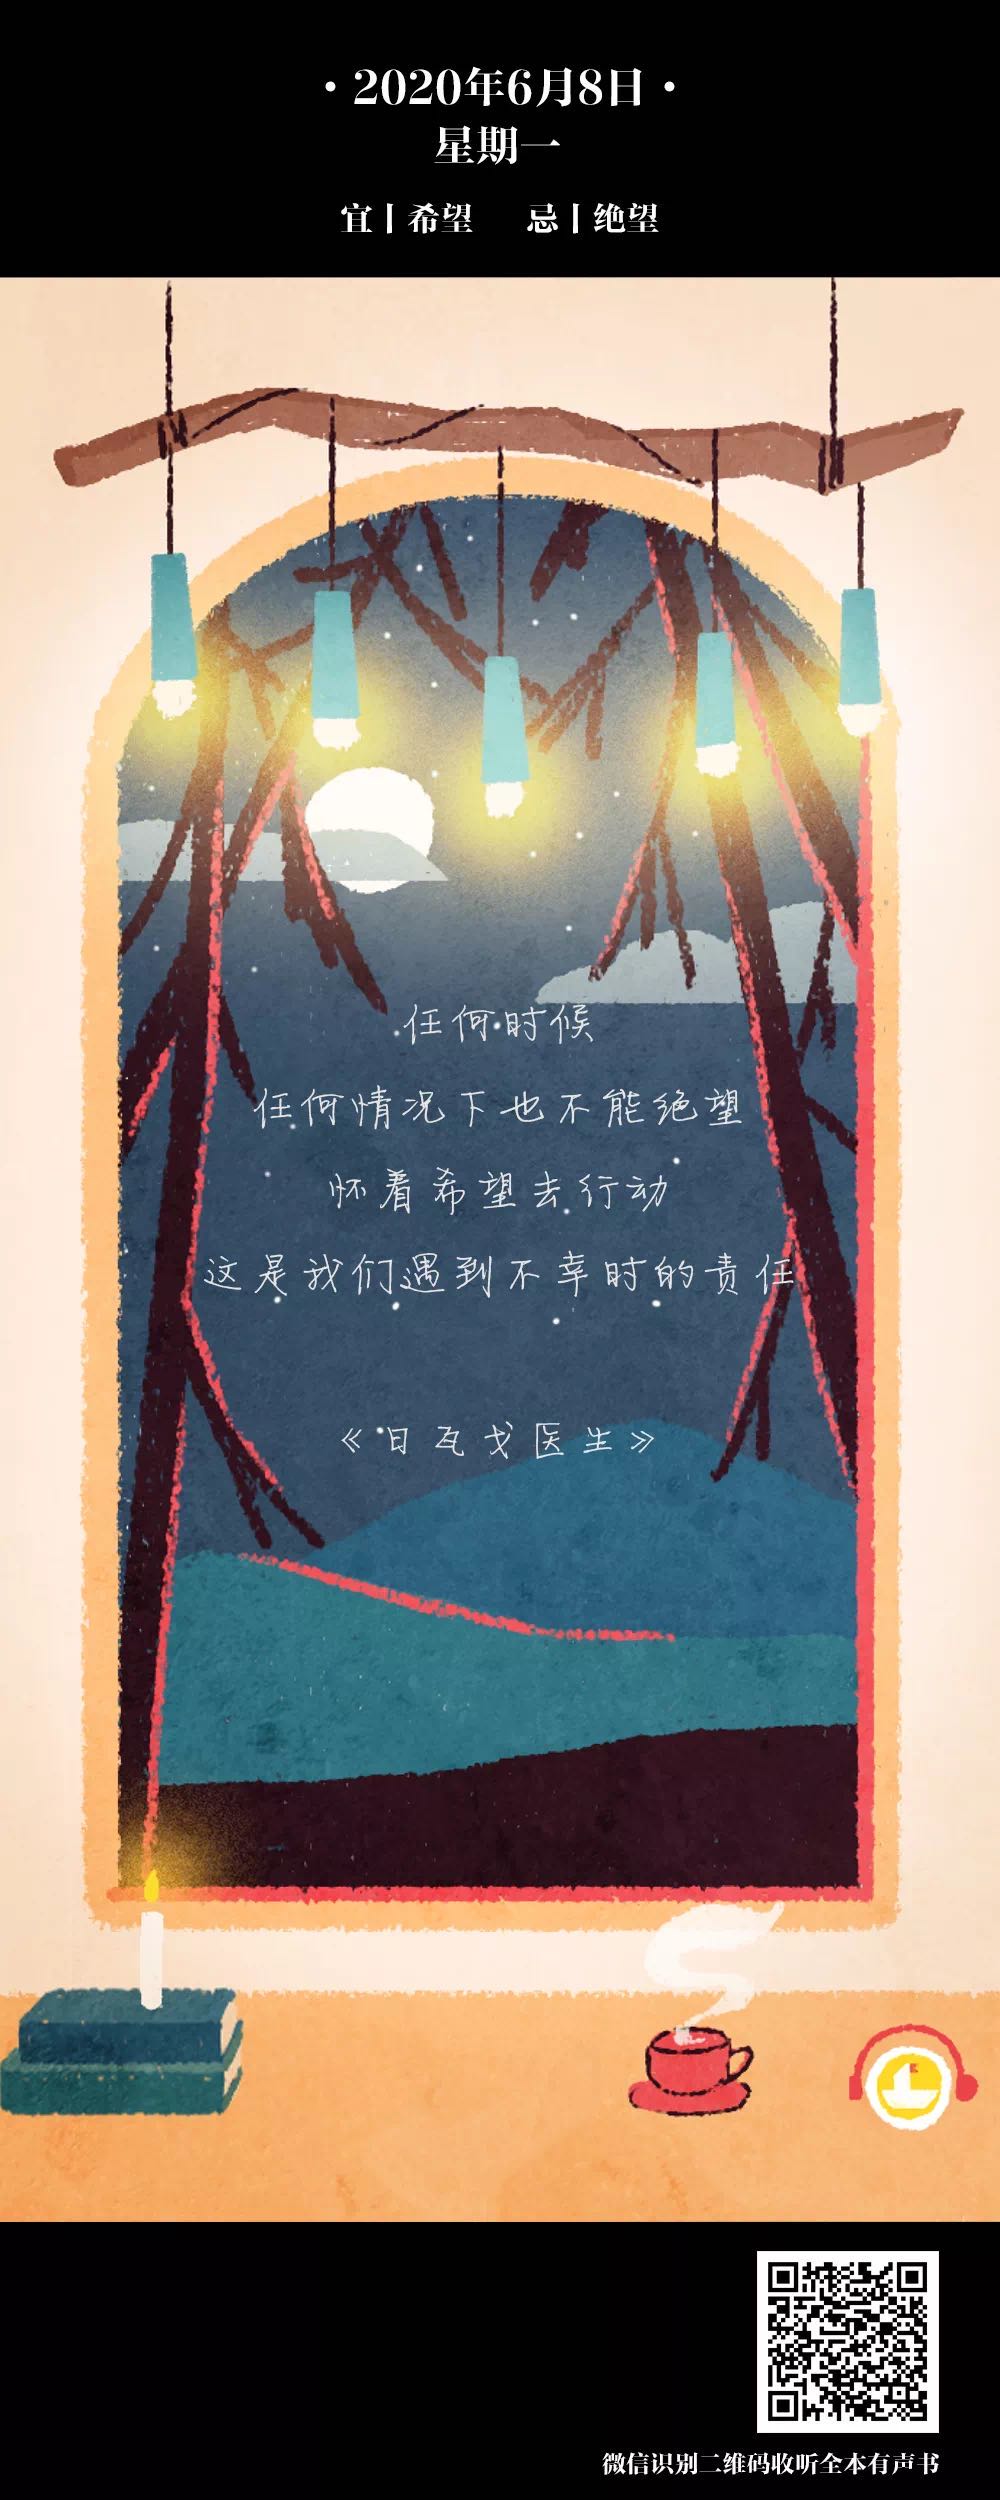 ·2020年6月8日·
星期一
宜丨希望 忌丨绝望
任何时候
任何情况下也不能绝望
怀着希望去行动
这是我们遇到不幸时的责任
《日瓦戈医生》
微信识别二维码收听全本有声书